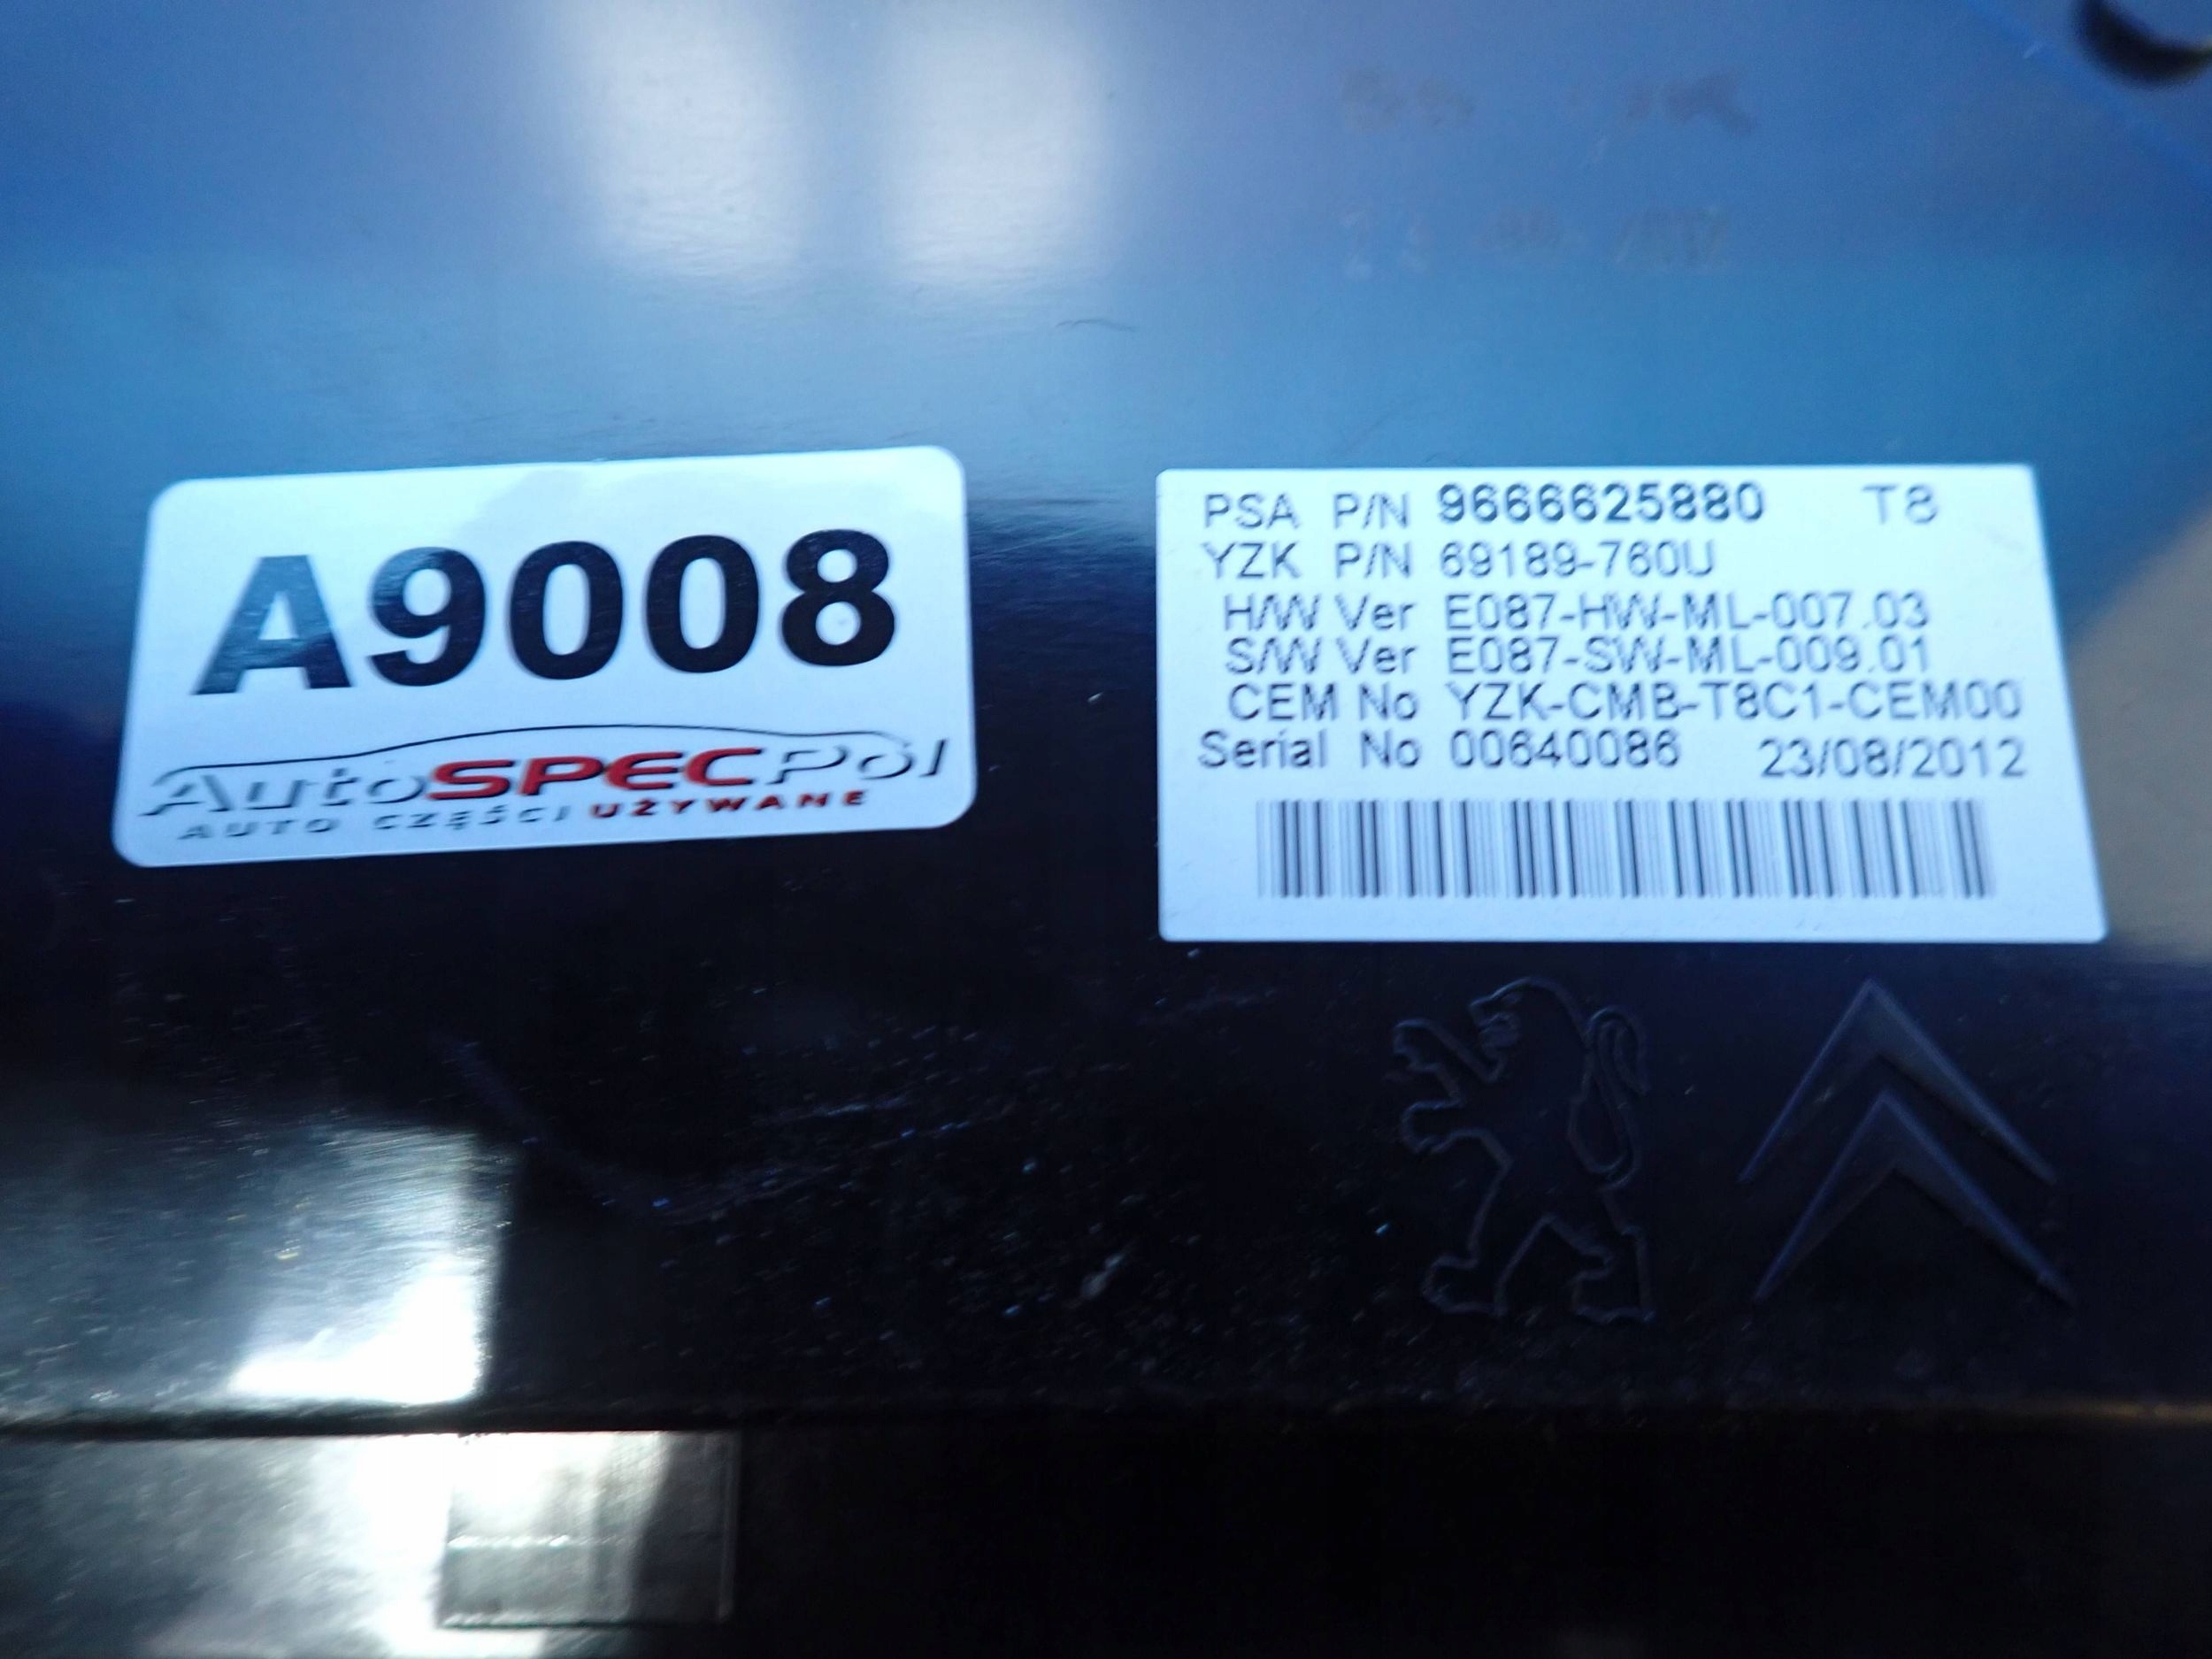 A9008
AutoSPECPol
AUTO CZĘŚCI UŻYWANE
PSA P/N 9666625880 T8
YZK P/N 69189-760U
H/W Ver E087-HW-ML-007.03
S/W Ver E087-SW-ML-009.01
CEM No YZK-CMB-T8C1-CEM00
Serial No 00640086 23/08/2012